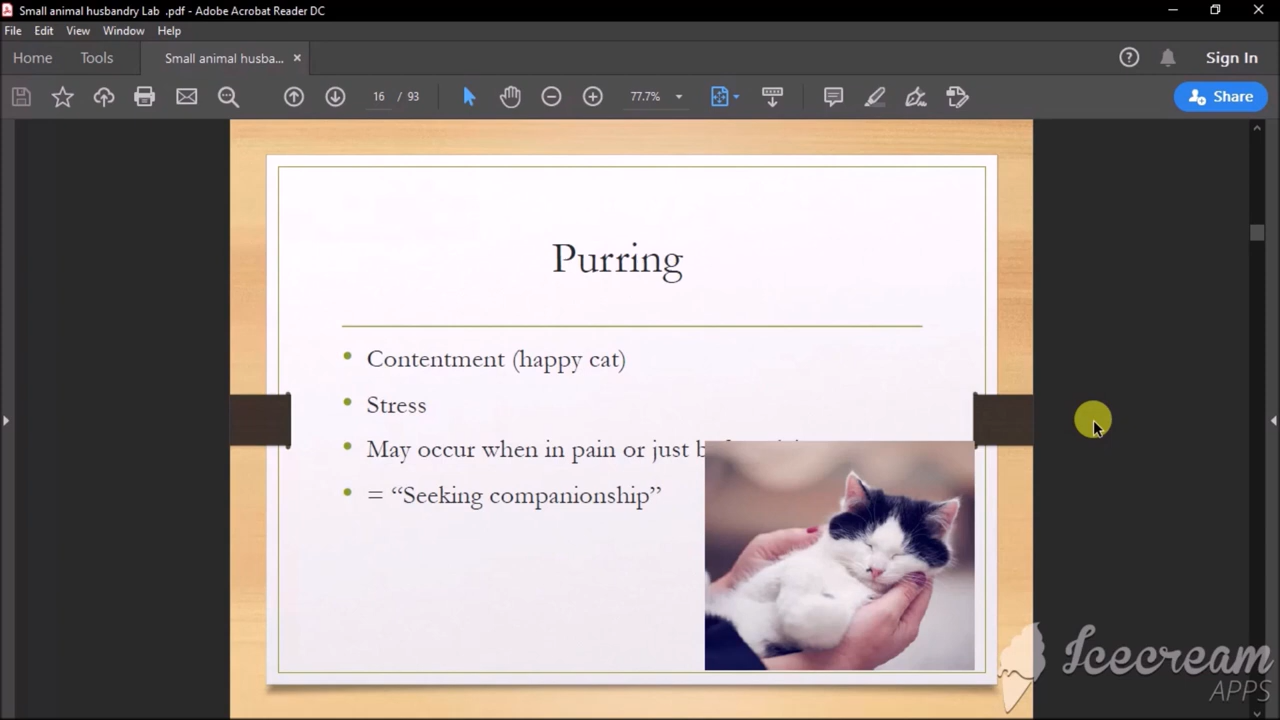 Small animal husbandry Lab .pdf - Adobe Acrobat Reader DC
File Edit View Window Help
Home Tools Small animal husba... ×
Sign In
16 / 93 77.7% Share
Purring
• Contentment (happy cat)
• Stress
• May occur when in pain or just
• = “Seeking companionship”
Icecream
APPS